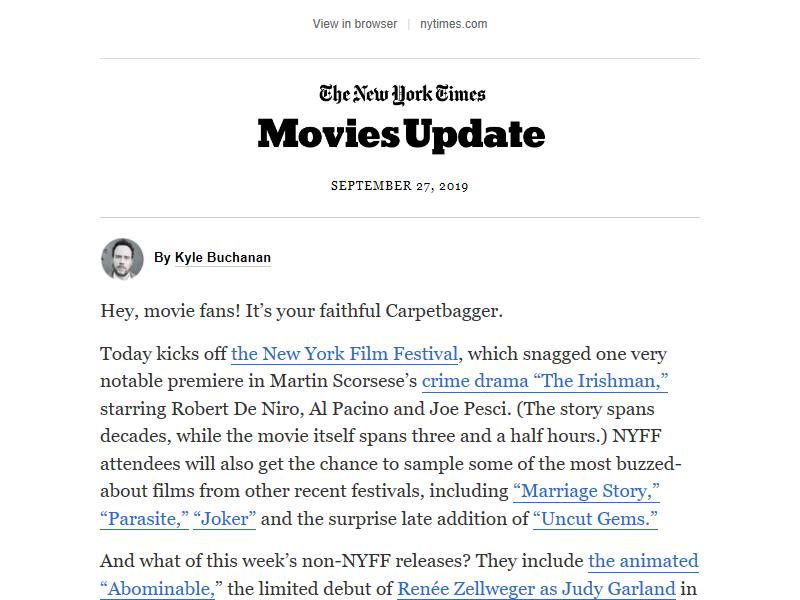 View in browser | nytimes.com
The New York Times
Movies Update
SEPTEMBER 27, 2019
By Kyle Buchanan
Hey, movie fans! It’s your faithful Carpetbagger.
Today kicks off the New York Film Festival, which snagged one very
notable premiere in Martin Scorsese’s crime drama “The Irishman,”
starring Robert De Niro, Al Pacino and Joe Pesci. (The story spans
decades, while the movie itself spans three and a half hours.) NYFF
attendees will also get the chance to sample some of the most buzzed-
about films from other recent festivals, including “Marriage Story,”
“Parasite,” “Joker” and the surprise late addition of “Uncut Gems.”
And what of this week’s non-NYFF releases? They include the animated
“Abominable,” the limited debut of Renée Zellweger as Judy Garland in